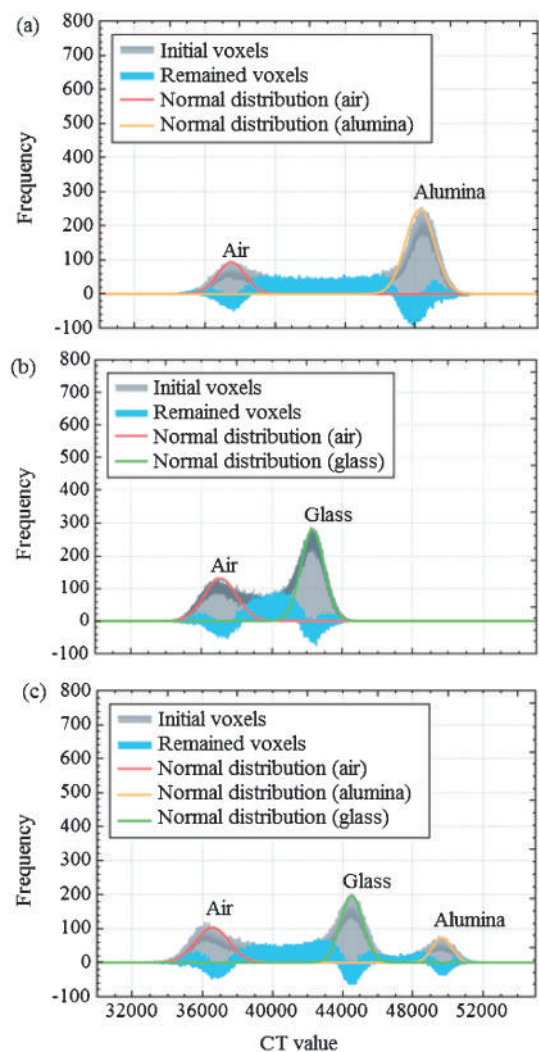 (a)
800
700
600
500
400
300
200
100
0
-100
Frequency
Initial voxels
Remained voxels
Normal distribution (air)
Normal distribution (alumina)
Air
Alumina
(b)
800
700
600
500
400
300
200
100
0
-100
Frequency
Initial voxels
Remained voxels
Normal distribution (air)
Normal distribution (glass)
Air
Glass
(c)
800
700
600
500
400
300
200
100
0
-100
Frequency
Initial voxels
Remained voxels
Normal distribution (air)
Normal distribution (alumina)
Normal distribution (glass)
Air
Glass
Alumina
32000 36000 40000 44000 48000 52000
CT value